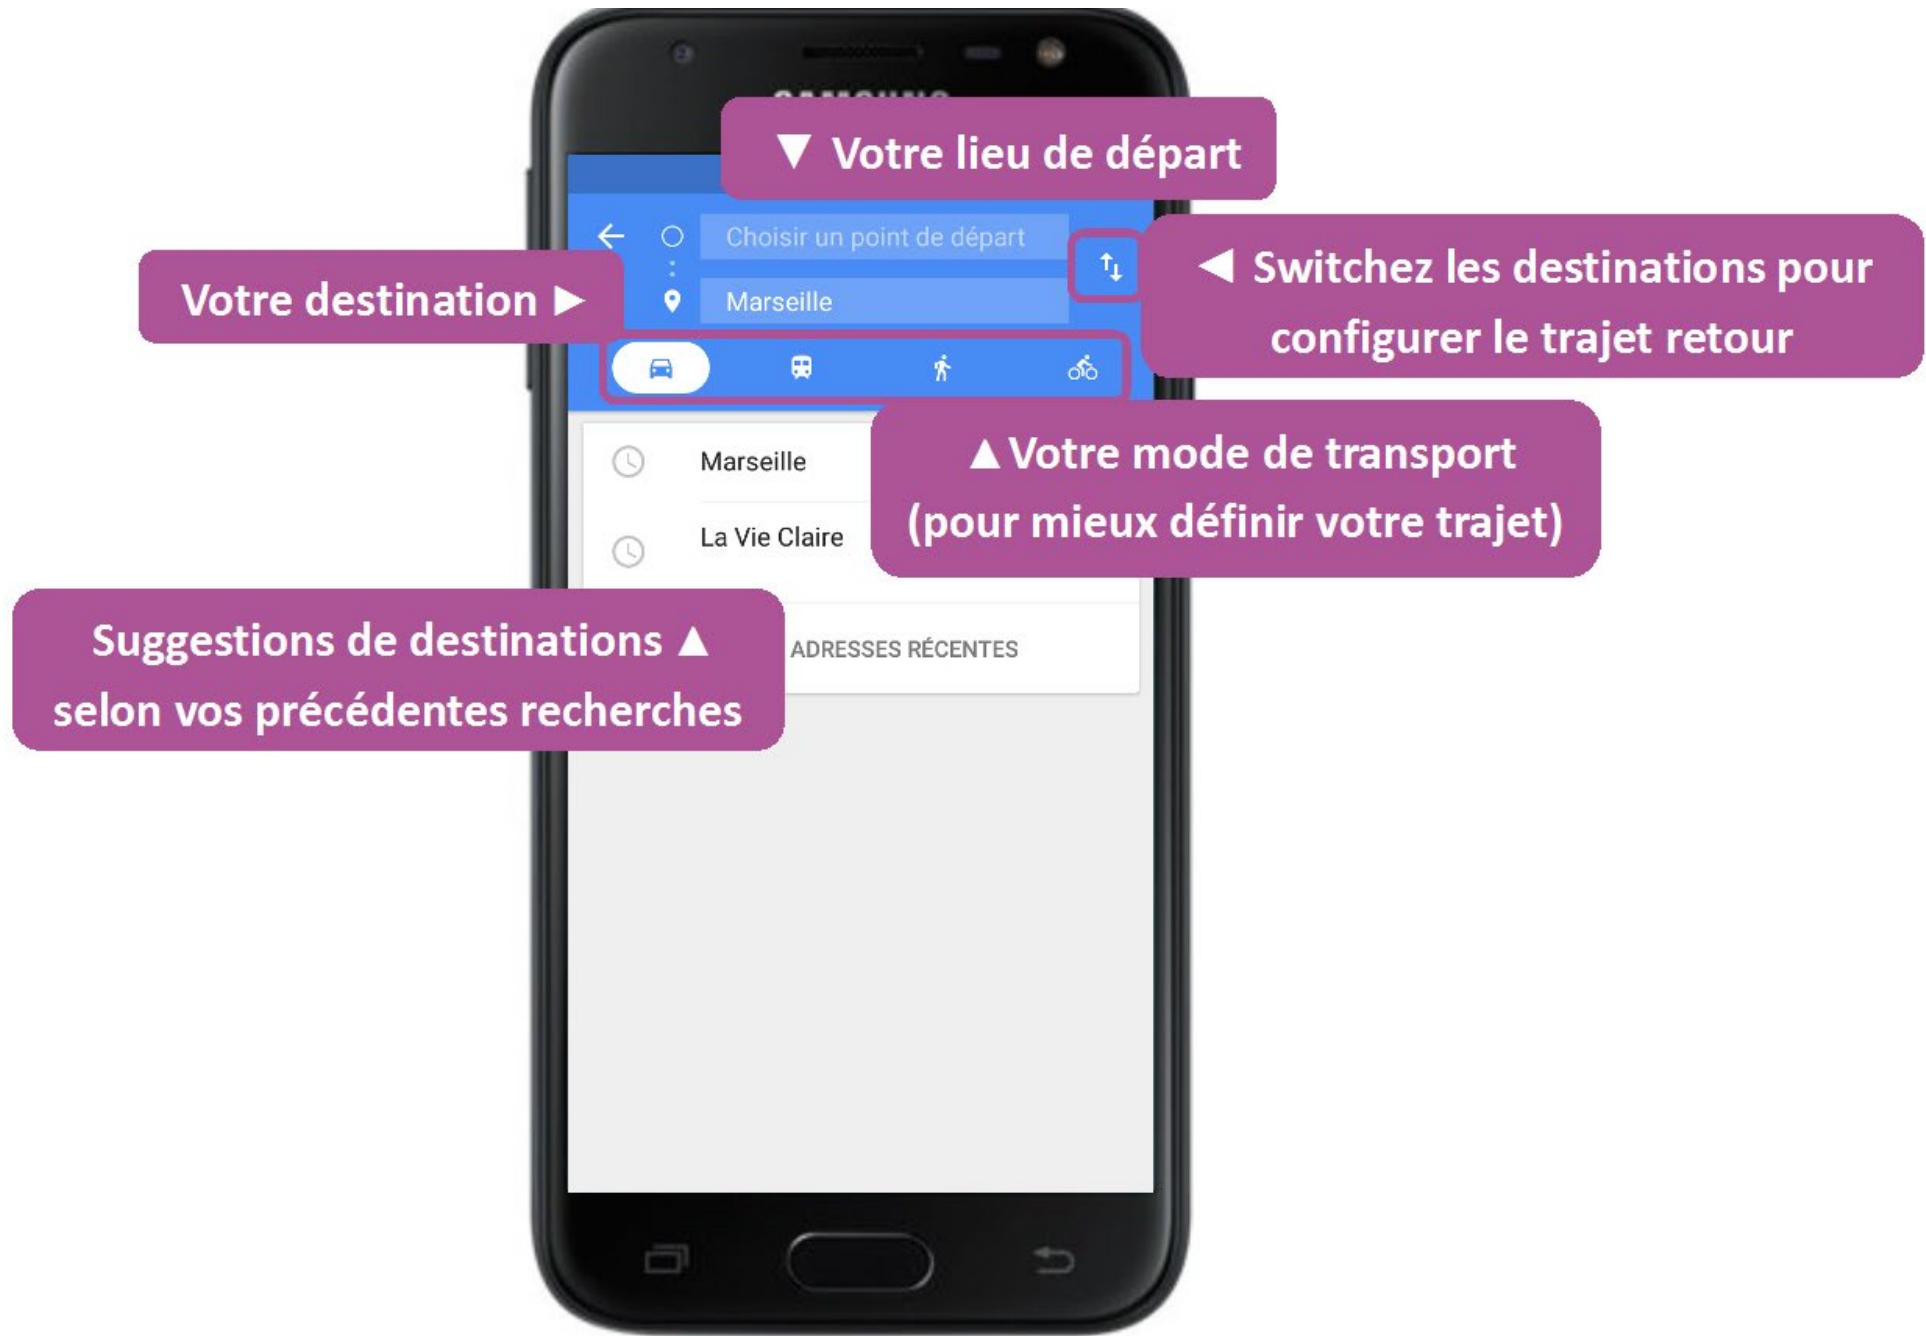 SAMSUNG
▼ Votre lieu de départ
Choisir un point de départ
◄ Switchez les destinations pour
configurer le trajet retour
Votre destination ►
Marseille
▲Votre mode de transport
(pour mieux définir votre trajet)
Marseille
La Vie Claire
Suggestions de destinations ▲
selon vos précédentes recherches
ADRESSES RÉCENTES